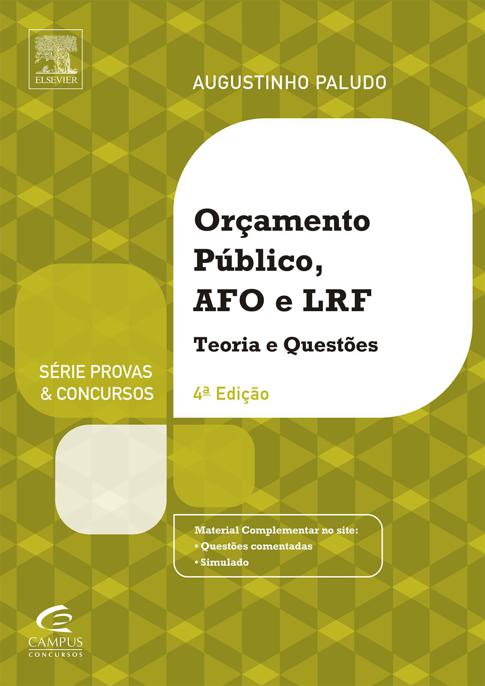 ELSEVIER
AUGUSTINHO PALUDO
Orçamento
Público,
AFO e LRF
Teoria e Questões
4ª Edição
SÉRIE PROVAS
& CONCURSOS
Material Complementar no site:
• Questões comentadas
• Simulado
CAMPUS
CONCURSOS